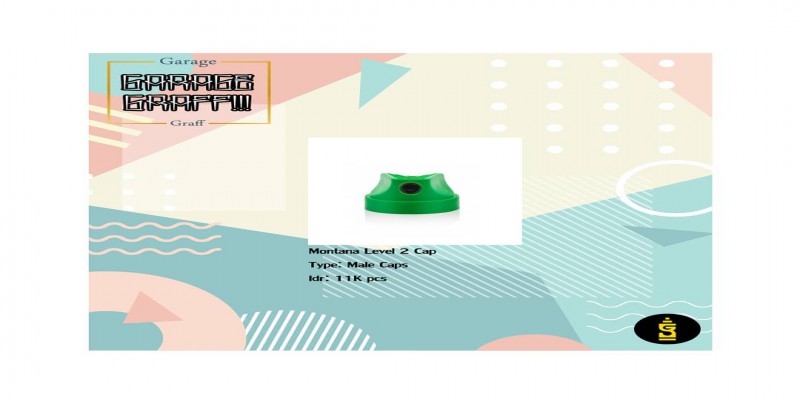 Garage
GARAGE
GRAFF!!!
Graff
Montana Level 2 Cap
Type: Male Caps
Idr: 11K pcs